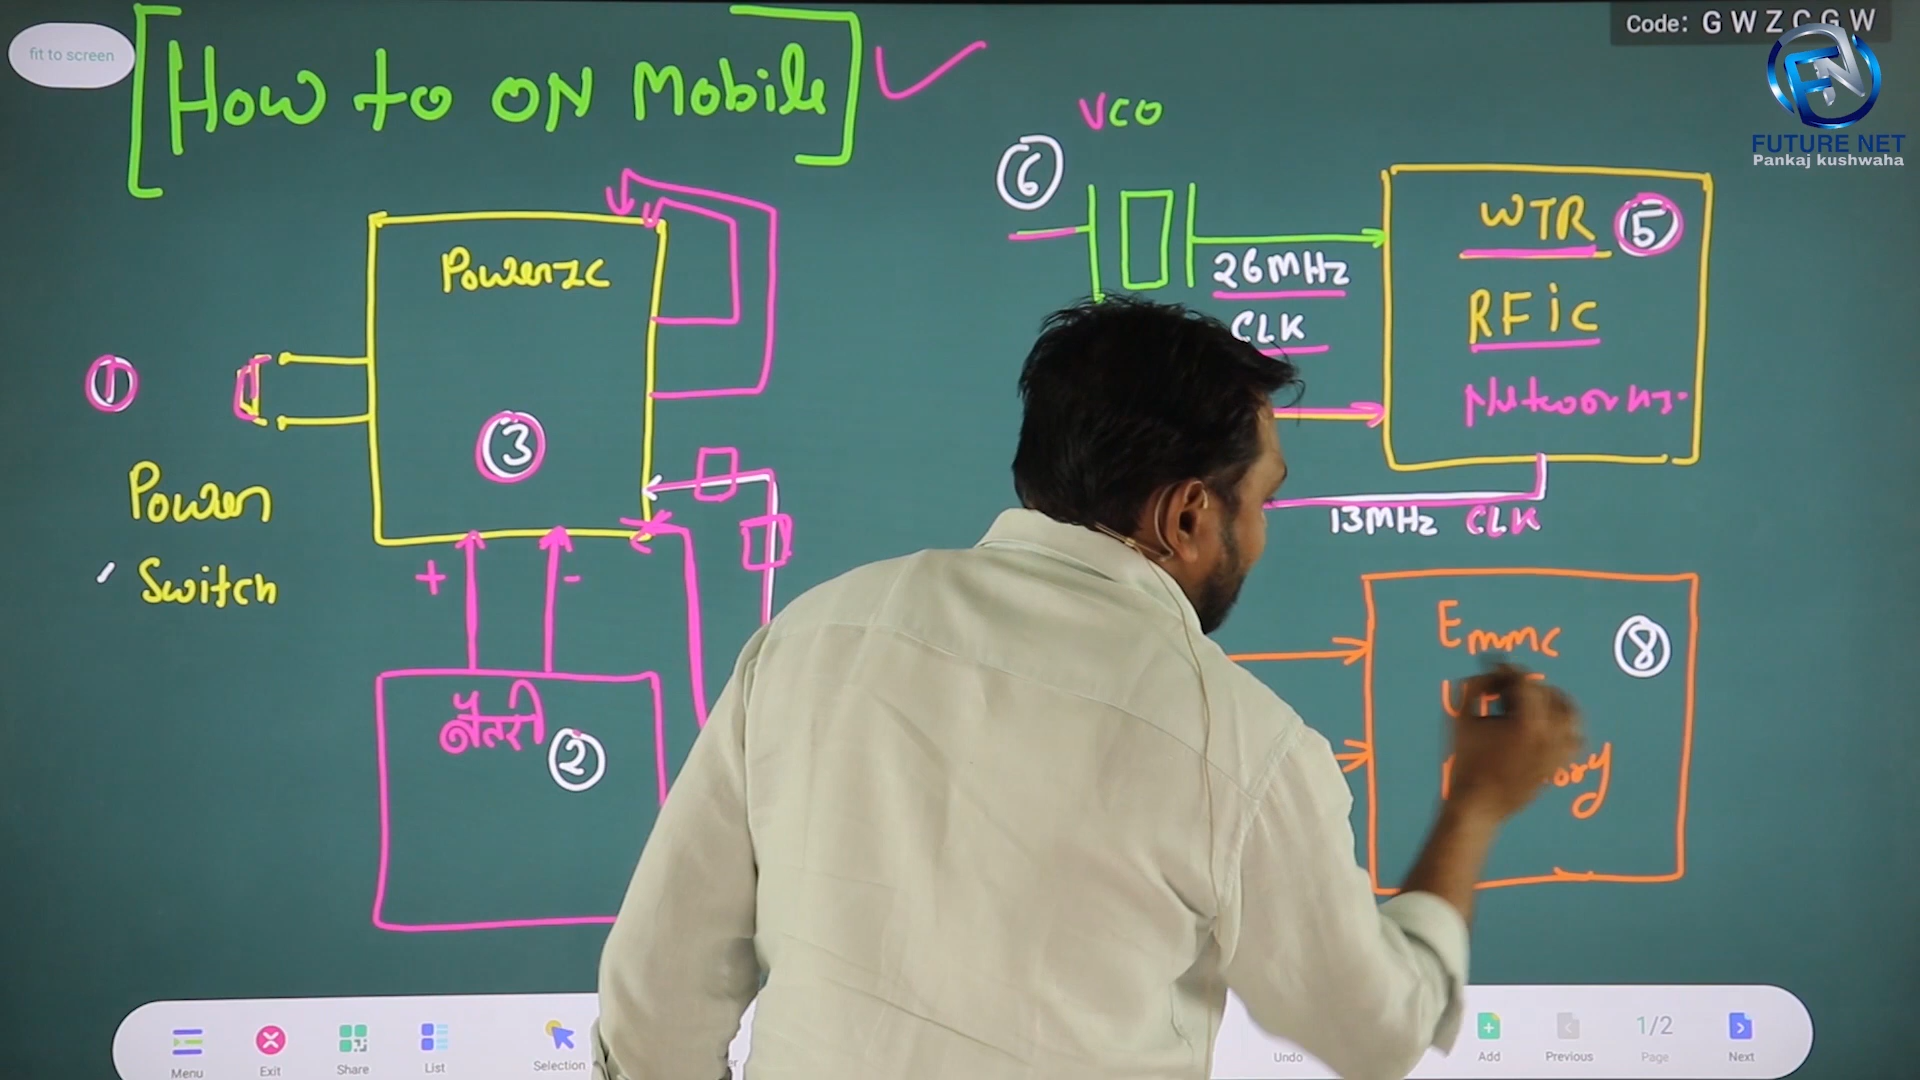 fit to screen
[How to ON Mobile]
Code: GWZCGW
FUTURE NET
Pankaj kushwaha
VCO
6
WTR 5
26MHz
CLK
RFic
PowerIC
1
3
13MHz CLK
Power
Switch
+ -
Emmc 8
बैतरी 2
Menu
Exit
Share
List
Selection
Undo
Add
Previous
1/2
Page
Next